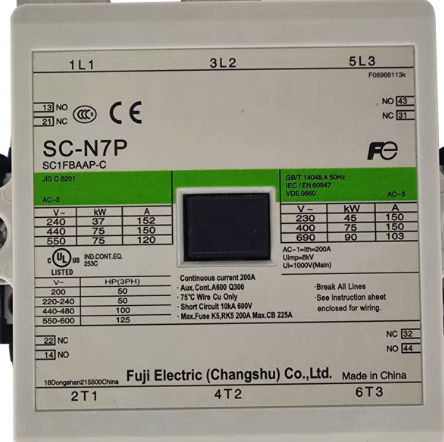 1L1 3L2 5L3
F08966113k
13 NO
21 NC
CCC CE
NO 43
NC 31
SC-N7P
SC1FBAAP-C
Fe
JIS C 8201
AC-3
GB/T 14048.4 50Hz
IEC / EN 60947
VDE 0660
AC-3
V~ kW A
240 37 152
440 75 150
550 75 120
V~ kW A
230 45 150
400 75 150
690 90 103
AC-1=Ith=200A
Uimp=8kV
Ui=1000V(Main)
c UL us
LISTED
IND.CONT.EQ.
253C
V~ HP(3PH)
200 50
220-240 50
440-480 100
550-600 125
Continuous current 200A
·Aux.Cont.A600 Q300
·75°C Wire Cu Only
·Short Circuit 10kA 600V
·Max.Fuse K5,RK5 200A Max.CB 225A
·Break All Lines
·See instruction sheet
enclosed for wiring.
22 NC
14 NO
NC 32
NO 44
18Dongshan215500China
Fuji Electric (Changshu) Co.,Ltd. Made in China
2T1 4T2 6T3